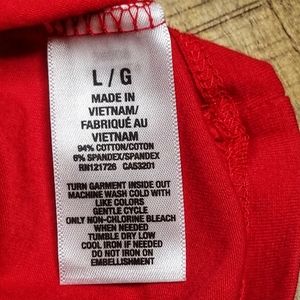 L / G
MADE IN
VIETNAM/
FABRIQUÉ AU
VIETNAM
94% COTTON/COTON
6% SPANDEX/SPANDEX
RN121726 CA53201
TURN GARMENT INSIDE OUT
MACHINE WASH COLD WITH
LIKE COLORS
GENTLE CYCLE
ONLY NON-CHLORINE BLEACH
WHEN NEEDED
TUMBLE DRY LOW
COOL IRON IF NEEDED
DO NOT IRON ON
EMBELLISHMENT